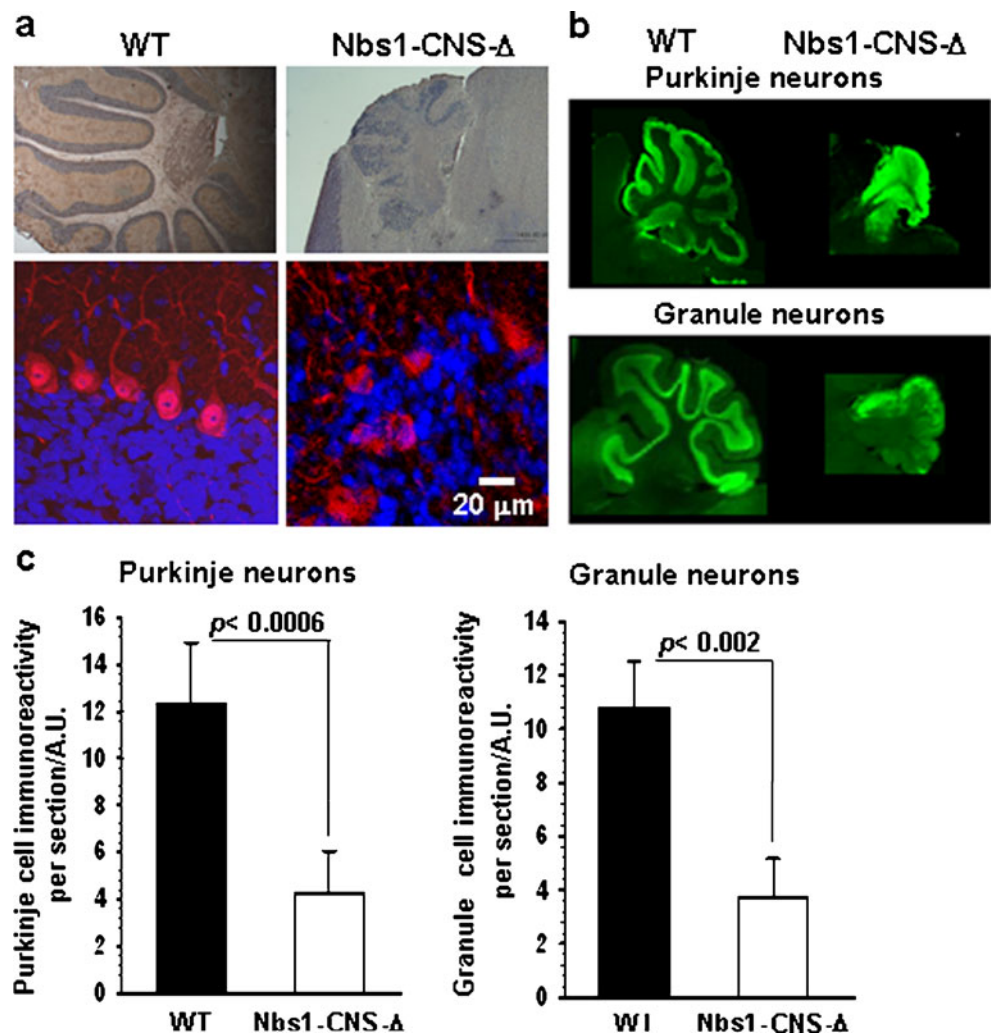 a
WT Nbs1-CNS-Δ
20 μm
b
WT Nbs1-CNS-Δ
Purkinje neurons
Granule neurons
c
Purkinje neurons
Purkinje cell immunoreactivity
per section/A.U.
16
14
12
10
8
6
4
2
0
p< 0.0006
WT Nbs1-CNS-Δ
Granule neurons
Granule cell immunoreactivity
per section/A.U.
14
12
10
8
6
4
2
0
p< 0.002
WT Nbs1-CNS-Δ